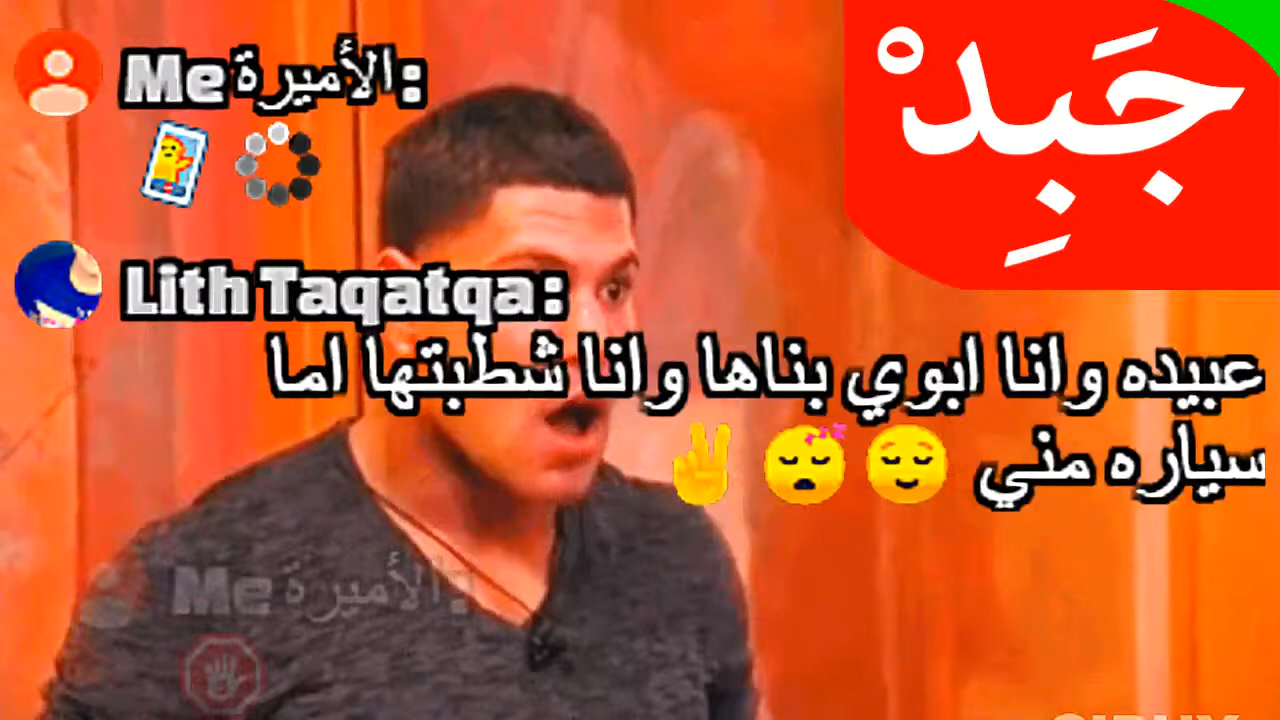 جَبِدْ
Me الأميرة:
Lith Taqatqa:
عبيده وانا ابوي بناها وانا شطبتها اما
سياره مني 😌 😴 ✌
Me الأميرة: